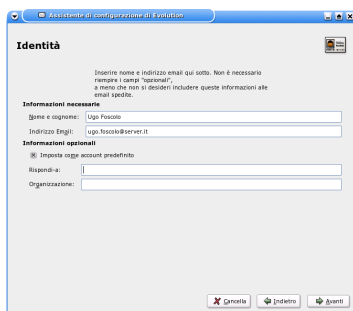 Assistente di configurazione di Evolution
Identità
Inserire nome e indirizzo email qui sotto. Non è necessario
riempire i campi "opzionali",
a meno che non si desideri includere queste informazioni alle
email spedite.
Informazioni necessarie
Nome e cognome: Ugo Foscolo
Indirizzo Email: ugo.foscolo@server.it
Informazioni opzionali
Imposta come account predefinito
Rispondi-a:
Organizzazione:
Cancella Indietro Avanti